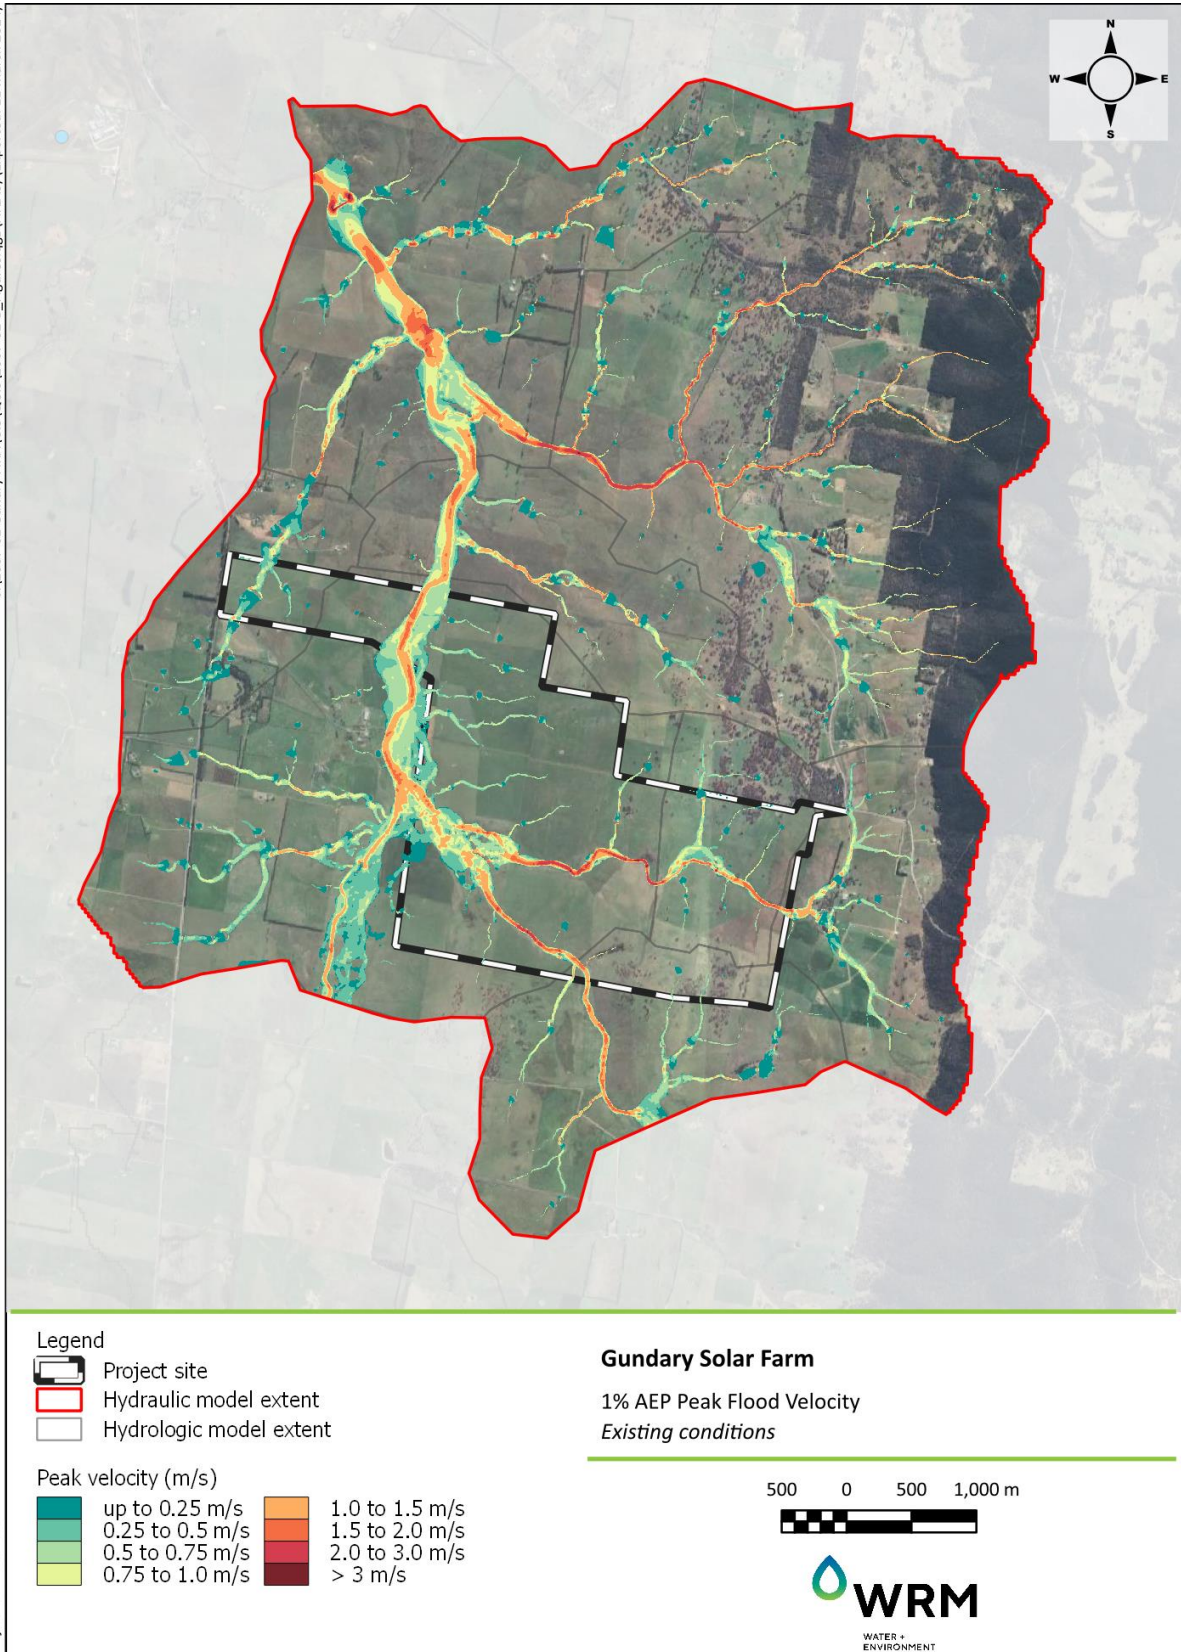 N
W E
S
Legend
Project site
Hydraulic model extent
Hydrologic model extent
Peak velocity (m/s)
up to 0.25 m/s
0.25 to 0.5 m/s
0.5 to 0.75 m/s
0.75 to 1.0 m/s
1.0 to 1.5 m/s
1.5 to 2.0 m/s
2.0 to 3.0 m/s
> 3 m/s
Gundary Solar Farm
1% AEP Peak Flood Velocity
Existing conditions
500 0 500 1,000 m
WRM
WATER +
ENVIRONMENT